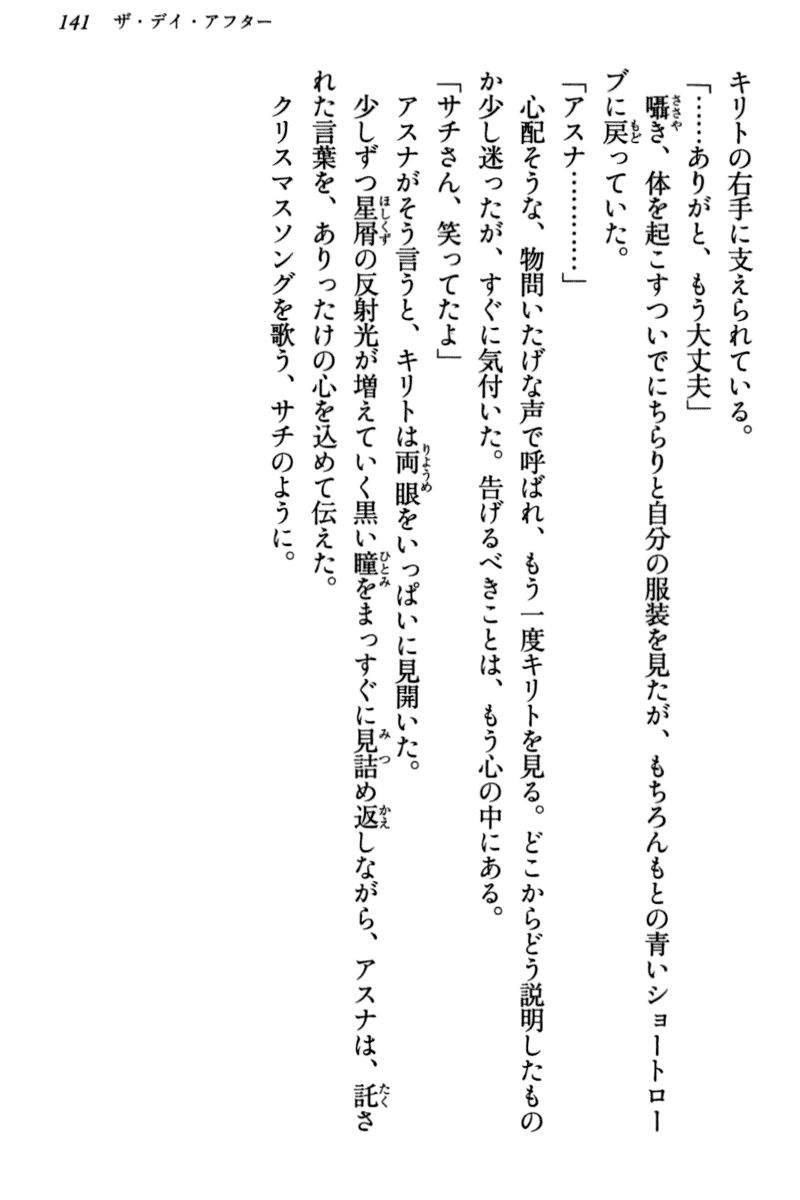 141 ザ・デイ・アフター
キリトの右手に支えられている。
「……ありがと、もう大丈夫」
囁き、体を起こすついでにちらりと自分の服装を見たが、もちろんもとの青いショートロー
ブに戻っていた。
「アスナ…………」
心配そうな、物問いたげな声で呼ばれ、もう一度キリトを見る。どこからどう説明したもの
か少し迷ったが、すぐに気付いた。告げるべきことは、もう心の中にある。
「サチさん、笑ってたよ」
アスナがそう言うと、キリトは両眼をいっぱいに見開いた。
少しずつ星屑の反射光が増えていく黒い瞳をまっすぐに見詰め返しながら、アスナは、託さ
れた言葉を、ありったけの心を込めて伝えた。
クリスマスソングを歌う、サチのように。